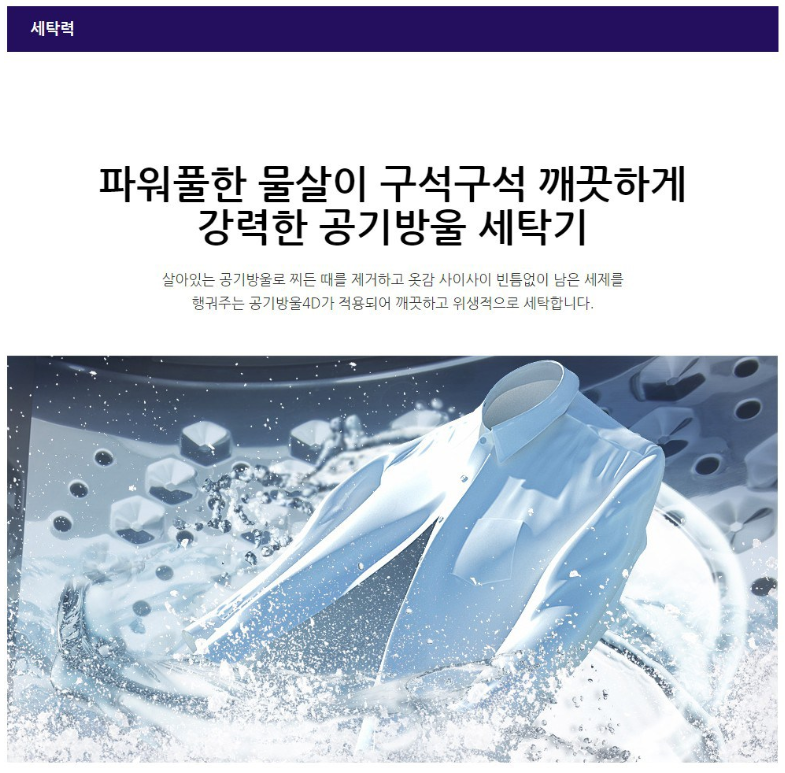 세탁력
파워풀한 물살이 구석구석 깨끗하게
강력한 공기방울 세탁기
살아있는 공기방울로 찌든 때를 제거하고 옷감 사이사이 빈틈없이 남은 세제를
행궈주는 공기방울4D가 적용되어 깨끗하고 위생적으로 세탁합니다.